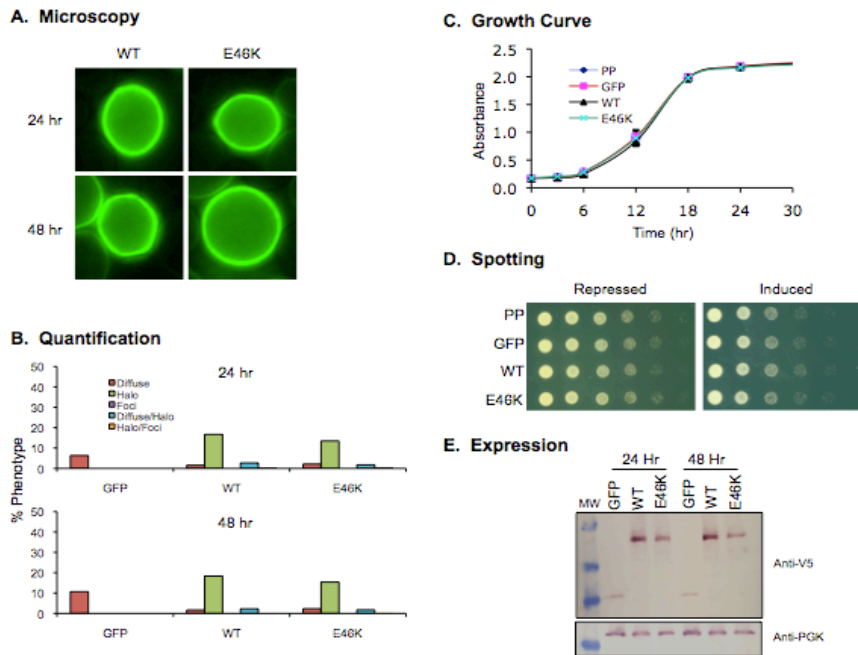 A. Microscopy
WT E46K
24 hr
48 hr
B. Quantification
24 hr
Diffuse
Halo
Foci
Diffuse/Halo
Halo/Foci
50
40
30
20
10
0
GFP WT E46K
% Phenotype
48 hr
50
40
30
20
10
0
GFP WT E46K
C. Growth Curve
2.5
2.0
1.5
1.0
0.5
0.0
Absorbance
PP
GFP
WT
E46K
0 6 12 18 24 30
Time (hr)
D. Spotting
Repressed Induced
PP
GFP
WT
E46K
E. Expression
24 Hr 48 Hr
MW GFP WT E46K GFP WT E46K
Anti-V5
Anti-PGK